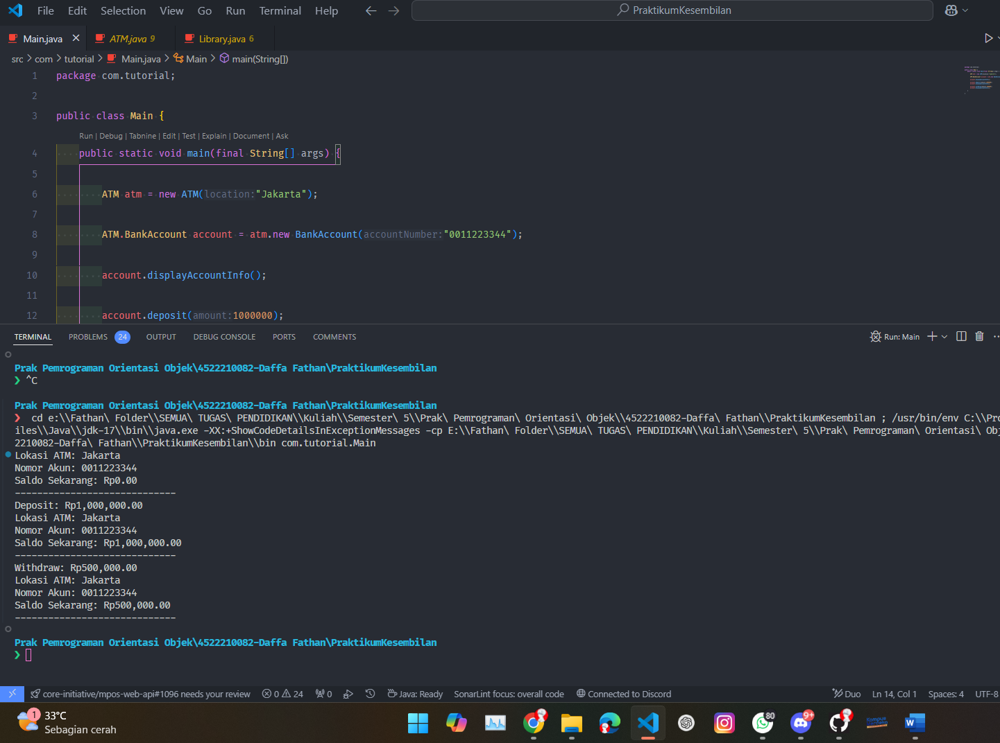 File Edit Selection View Go Run Terminal Help PraktikumKesembilan
Main.java ATM.java 9 Library.java 6
src com tutorial Main.java Main main(String[])
1 package com.tutorial;
2
3 public class Main {
Run | Debug | Tabnine | Edit | Test | Explain | Document | Ask
4 public static void main(final String[] args) {
5
6 ATM atm = new ATM(location:"Jakarta");
7
8 ATM.BankAccount account = atm.new BankAccount(accountNumber:"0011223344");
9
10 account.displayAccountInfo();
11
12 account.deposit(amount:1000000);
TERMINAL PROBLEMS 24 OUTPUT DEBUG CONSOLE PORTS COMMENTS Run: Main
Prak Pemrograman Orientasi Objek\4522210082-Daffa Fathan\PraktikumKesembilan
❯ ^C
Prak Pemrograman Orientasi Objek\4522210082-Daffa Fathan\PraktikumKesembilan
❯ cd e:\\Fathan\ Folder\\SEMUA\ TUGAS\ PENDIDIKAN\\Kuliah\\Semester\ 5\\Prak\ Pemrograman\ Orientasi\ Objek\\4522210082-Daffa\ Fathan\\PraktikumKesembilan ; /usr/bin/env C:\\Pro
iles\\Java\\jdk-17\\bin\\java.exe -XX:+ShowCodeDetailsInExceptionMessages -cp E:\\Fathan\ Folder\\SEMUA\ TUGAS\ PENDIDIKAN\\Kuliah\\Semester\ 5\\Prak\ Pemrograman\ Orientasi\ Obj
2210082-Daffa\ Fathan\\PraktikumKesembilan\\bin com.tutorial.Main
Lokasi ATM: Jakarta
Nomor Akun: 0011223344
Saldo Sekarang: Rp0.00
-----------------------------
Deposit: Rp1,000,000.00
Lokasi ATM: Jakarta
Nomor Akun: 0011223344
Saldo Sekarang: Rp1,000,000.00
-----------------------------
Withdraw: Rp500,000.00
Lokasi ATM: Jakarta
Nomor Akun: 0011223344
Saldo Sekarang: Rp500,000.00
-----------------------------
Prak Pemrograman Orientasi Objek\4522210082-Daffa Fathan\PraktikumKesembilan
❯
core-initiative/mpos-web-api#1096 needs your review 0 24 0 Java: Ready SonarLint focus: overall code Connected to Discord Duo Ln 14, Col 1 Spaces: 4 UTF-8
1 33°C 80 9+
Sebagian cerah